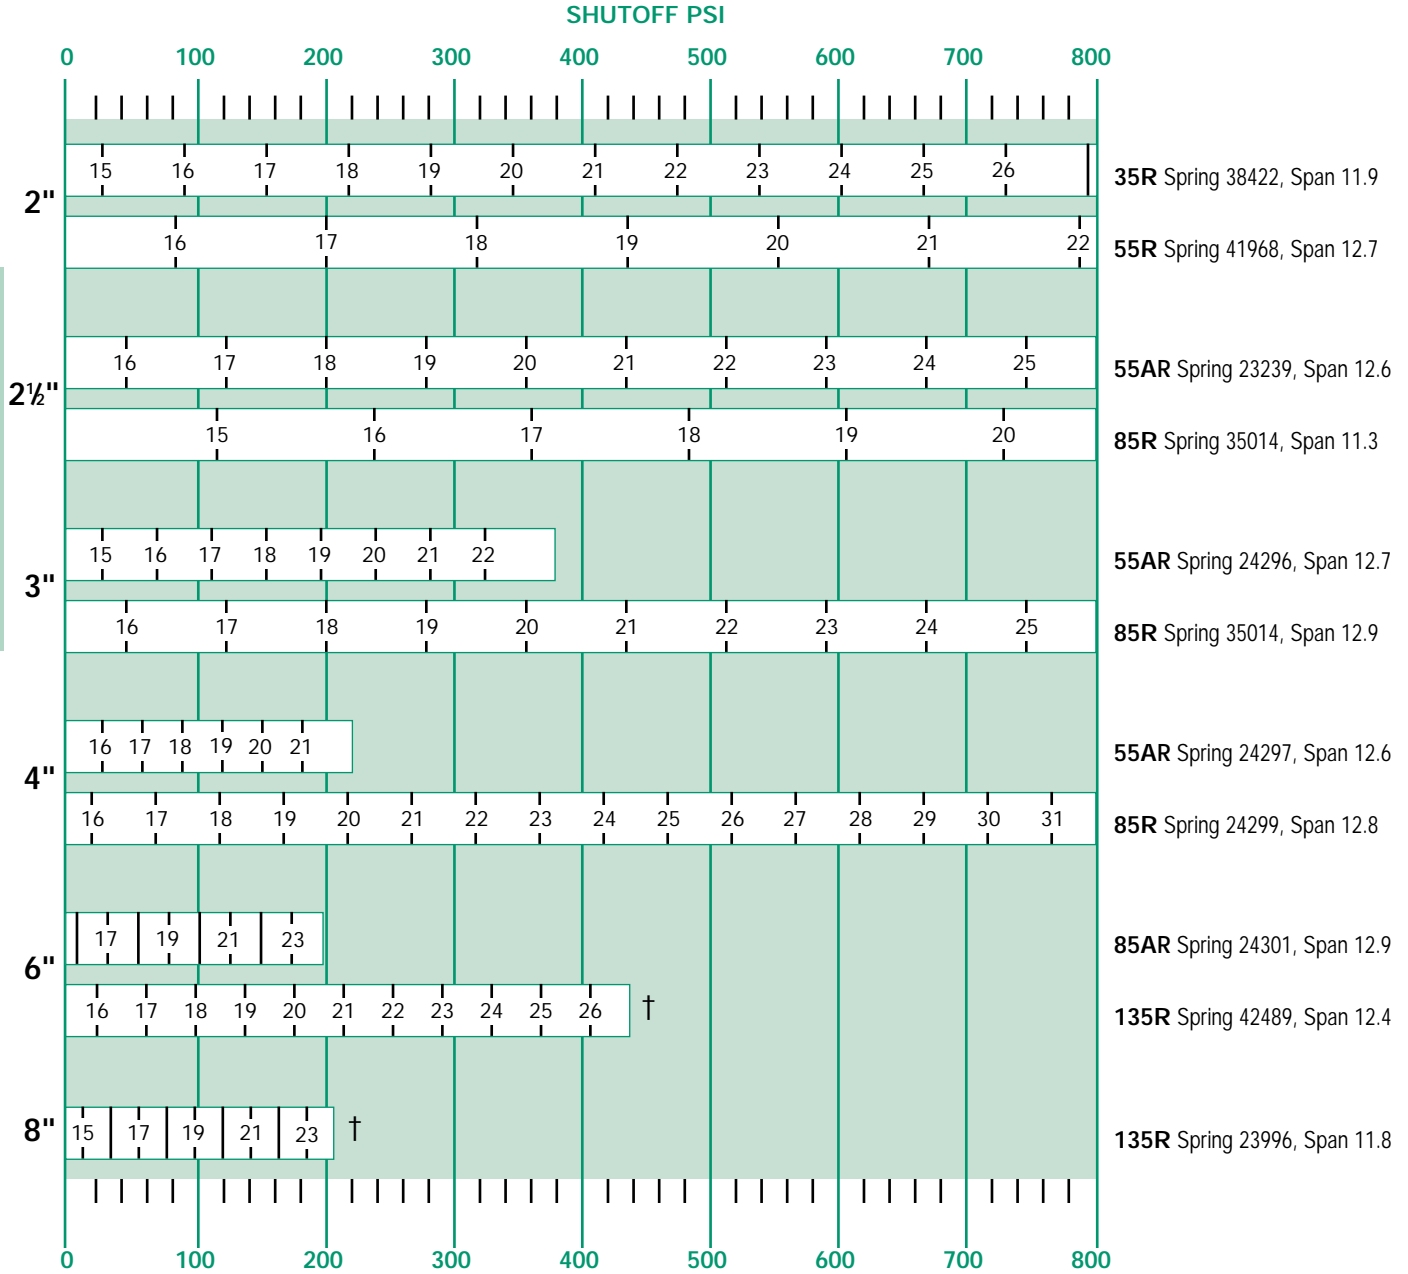 SHUTOFF PSI
0 100 200 300 400 500 600 700 800
2"
15 16 17 18 19 20 21 22 23 24 25 26
35R Spring 38422, Span 11.9
16 17 18 19 20 21 22
55R Spring 41968, Span 12.7
2½"
16 17 18 19 20 21 22 23 24 25
55AR Spring 23239, Span 12.6
15 16 17 18 19 20
85R Spring 35014, Span 11.3
3"
15 16 17 18 19 20 21 22
55AR Spring 24296, Span 12.7
16 17 18 19 20 21 22 23 24 25
85R Spring 35014, Span 12.9
4"
16 17 18 19 20 21
55AR Spring 24297, Span 12.6
16 17 18 19 20 21 22 23 24 25 26 27 28 29 30 31
85R Spring 24299, Span 12.8
6"
17 19 21 23
85AR Spring 24301, Span 12.9
16 17 18 19 20 21 22 23 24 25 26 †
135R Spring 42489, Span 12.4
8"
15 17 19 21 23 †
135R Spring 23996, Span 11.8
0 100 200 300 400 500 600 700 800